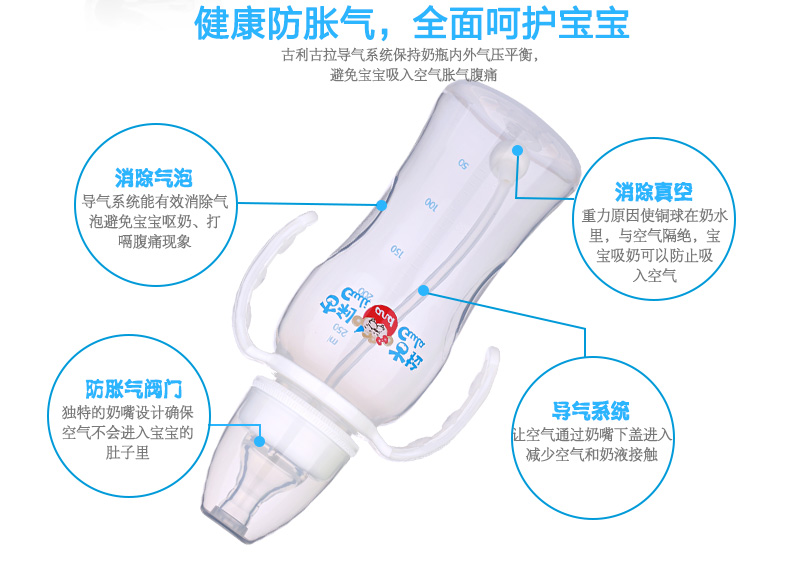 健康防胀气，全面呵护宝宝
古利古拉导气系统保持奶瓶内外气压平衡，
避免宝宝吸入空气胀气腹痛
消除气泡
导气系统能有效消除气
泡避免宝宝呕奶、打
嗝腹痛现象
消除真空
重力原因使铜球在奶水
里，与空气隔绝，宝
宝吸奶可以防止吸
入空气
50
100
150
200
250
ml
防胀气阀门
独特的奶嘴设计确保
空气不会进入宝宝的
肚子里
导气系统
让空气通过奶嘴下盖进入
减少空气和奶液接触